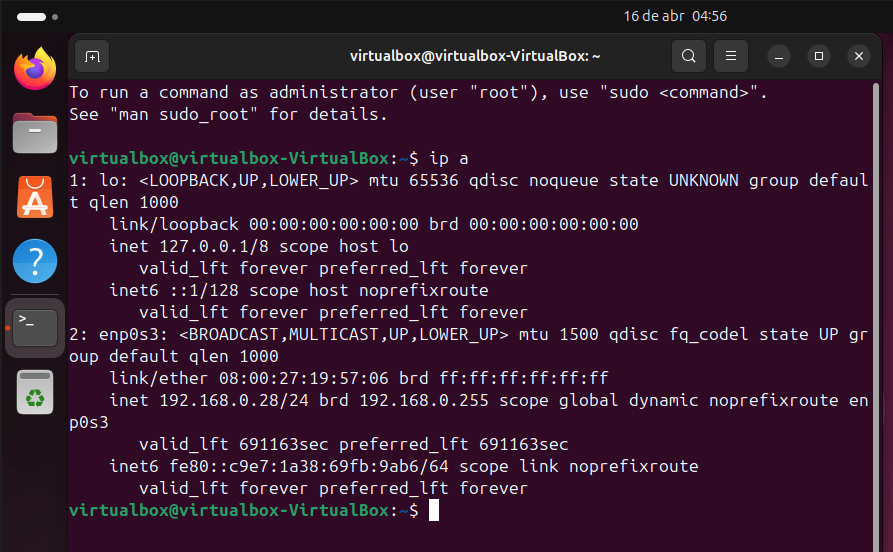 16 de abr 04:56
virtualbox@virtualbox-VirtualBox: ~
To run a command as administrator (user "root"), use "sudo <command>".
See "man sudo_root" for details.
virtualbox@virtualbox-VirtualBox:~$ ip a
1: lo: <LOOPBACK,UP,LOWER_UP> mtu 65536 qdisc noqueue state UNKNOWN group defaul
t qlen 1000
    link/loopback 00:00:00:00:00:00 brd 00:00:00:00:00:00
    inet 127.0.0.1/8 scope host lo
       valid_lft forever preferred_lft forever
    inet6 ::1/128 scope host noprefixroute
       valid_lft forever preferred_lft forever
2: enp0s3: <BROADCAST,MULTICAST,UP,LOWER_UP> mtu 1500 qdisc fq_codel state UP gr
oup default qlen 1000
    link/ether 08:00:27:19:57:06 brd ff:ff:ff:ff:ff:ff
    inet 192.168.0.28/24 brd 192.168.0.255 scope global dynamic noprefixroute en
p0s3
       valid_lft 691163sec preferred_lft 691163sec
    inet6 fe80::c9e7:1a38:69fb:9ab6/64 scope link noprefixroute
       valid_lft forever preferred_lft forever
virtualbox@virtualbox-VirtualBox:~$